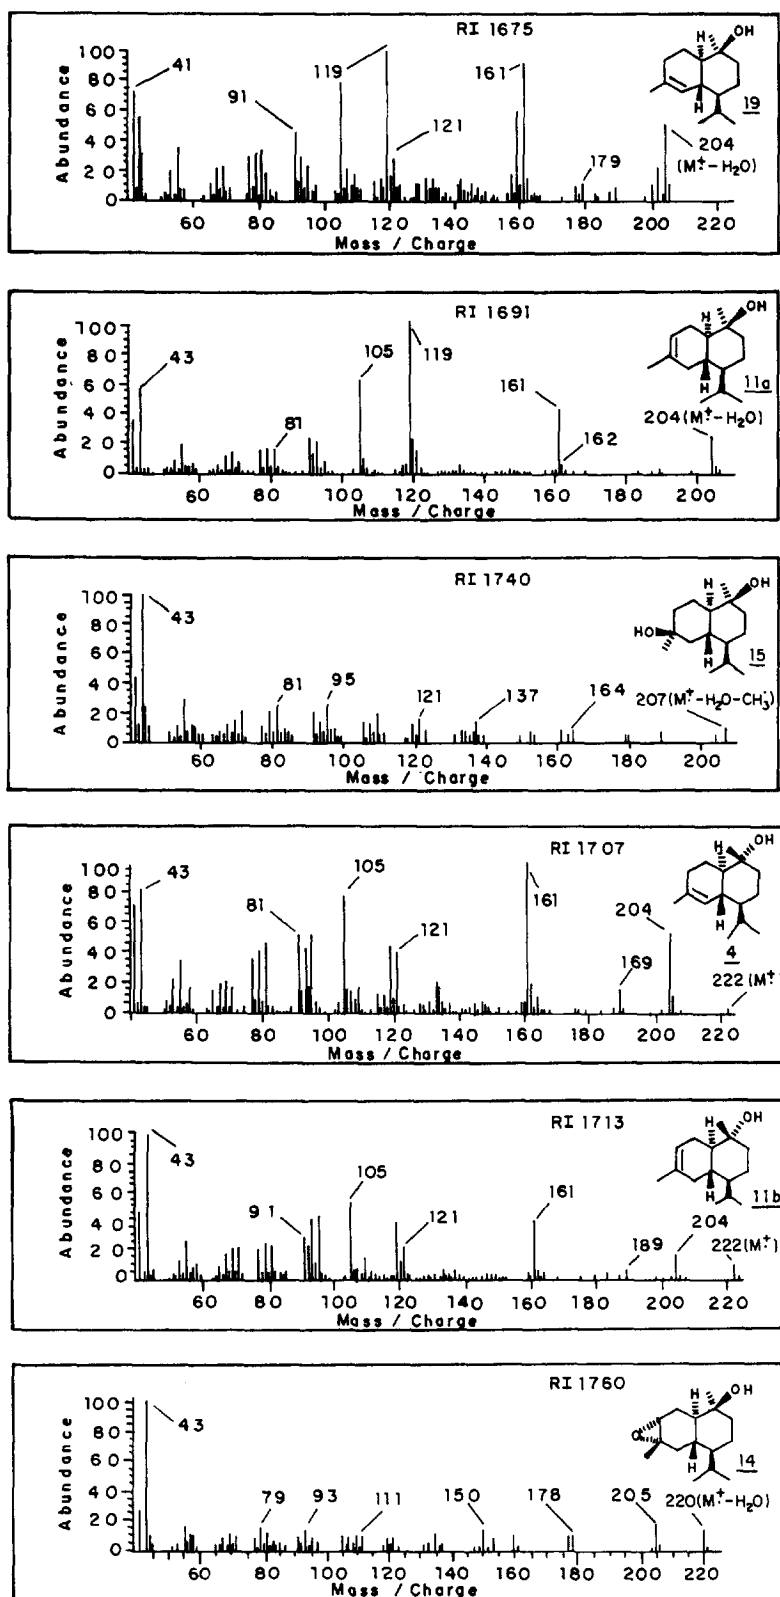 RI 1675
Abundance
100
80
60
40
20
0
41
91
119
121
161
179
204
(M⁺·-H₂O)
H
OH
H
19
60 80 100 120 140 160 180 200 220
Mass / Charge
RI 1691
Abundance
100
80
60
40
20
0
43
81
105
119
161
162
204(M⁺·-H₂O)
H
OH
H
11a
60 80 100 120 140 160 180 200
Mass / Charge
RI 1740
Abundance
100
80
60
40
20
0
43
81
95
121
137
164
207(M⁺·-H₂O-CH₃·)
H
OH
HO
H
15
60 80 100 120 140 160 180 200
Mass / Charge
RI 1707
Abundance
100
80
60
40
20
0
43
81
105
121
161
169
204
222(M⁺·
H
OH
H
4
60 80 100 120 140 160 180 200 220
Mass / Charge
RI 1713
Abundance
100
80
60
40
20
0
43
91
105
121
161
189
204
222(M⁺·)
H
OH
H
11b
60 80 100 120 140 160 180 200 220
Mass / Charge
RI 1760
Abundance
100
80
60
40
20
0
43
79
93
111
150
178
205
220(M⁺·-H₂O)
H
OH
O
H
14
60 80 100 120 140 160 180 200 220
Mass / Charge